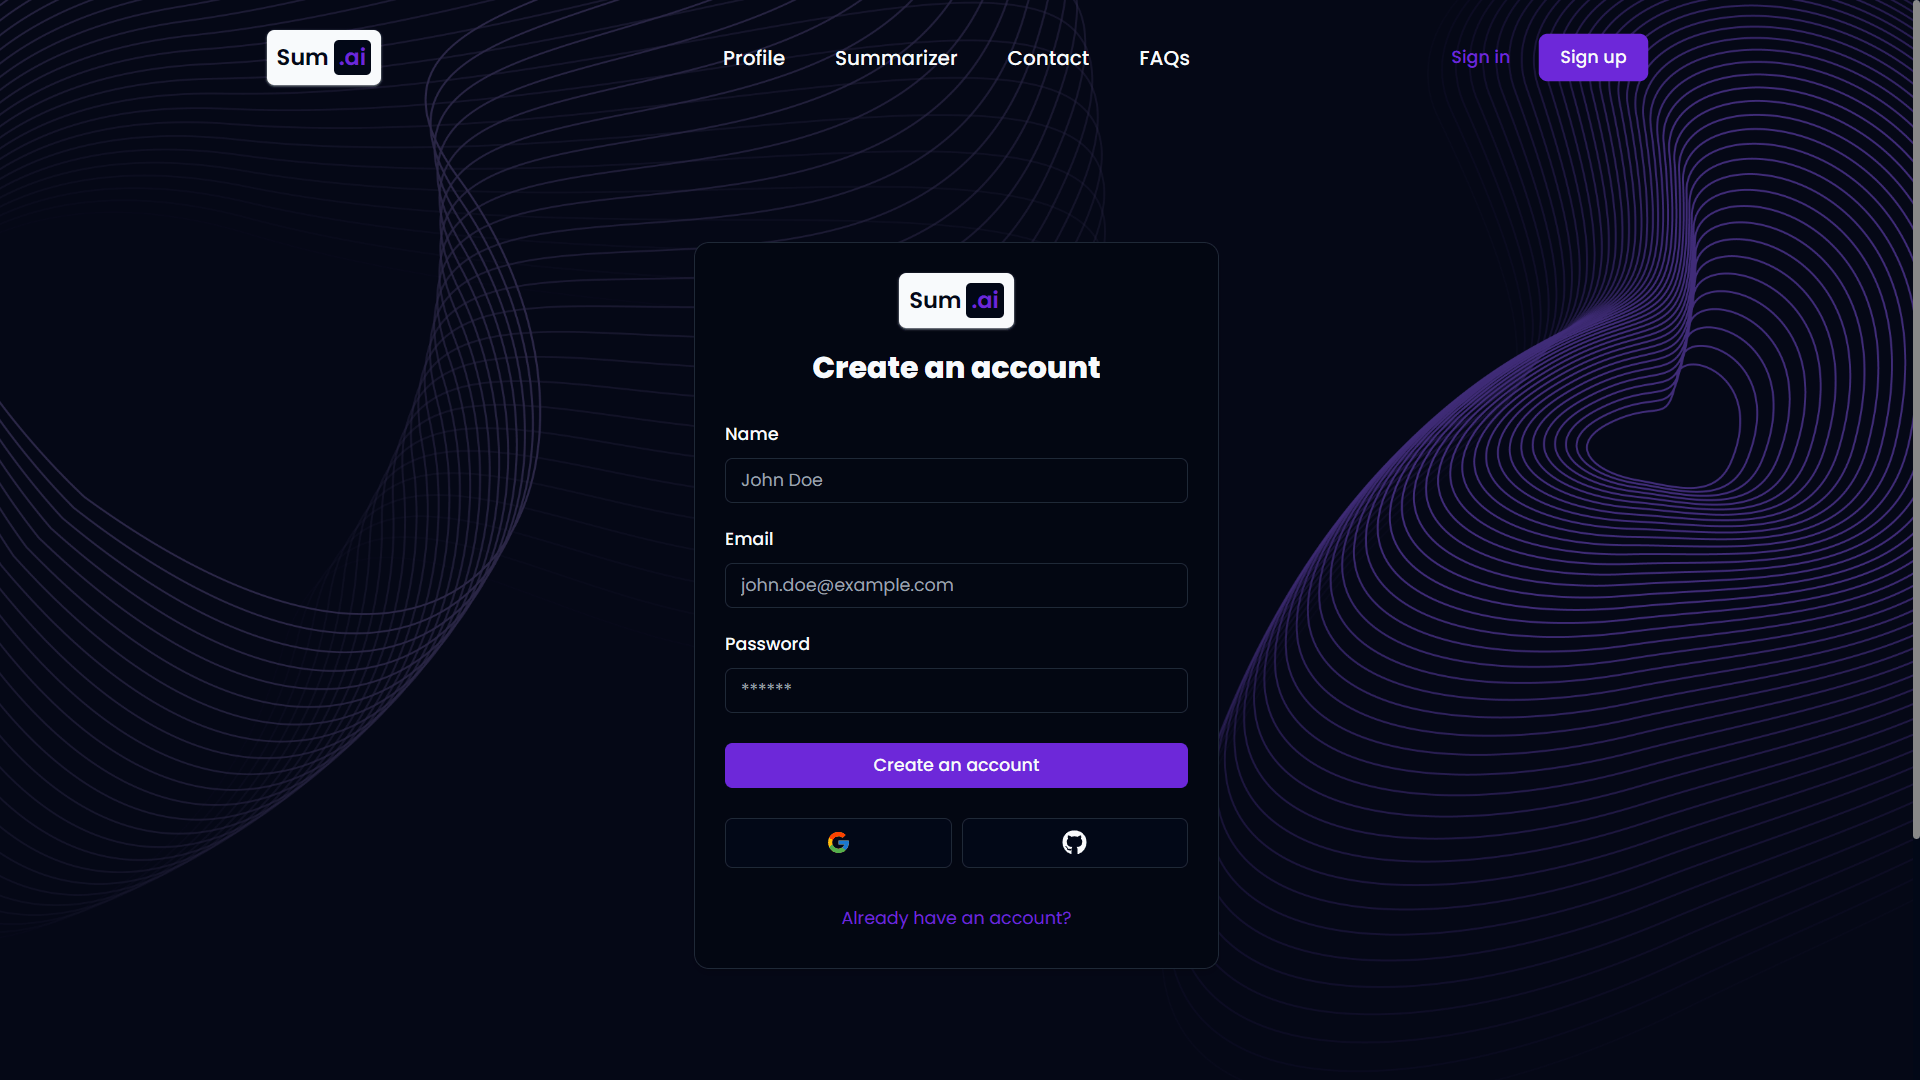 Sum .ai
Profile Summarizer Contact FAQs
Sign in Sign up
Sum .ai
Create an account
Name
John Doe
Email
john.doe@example.com
Password
******
Create an account
Already have an account?